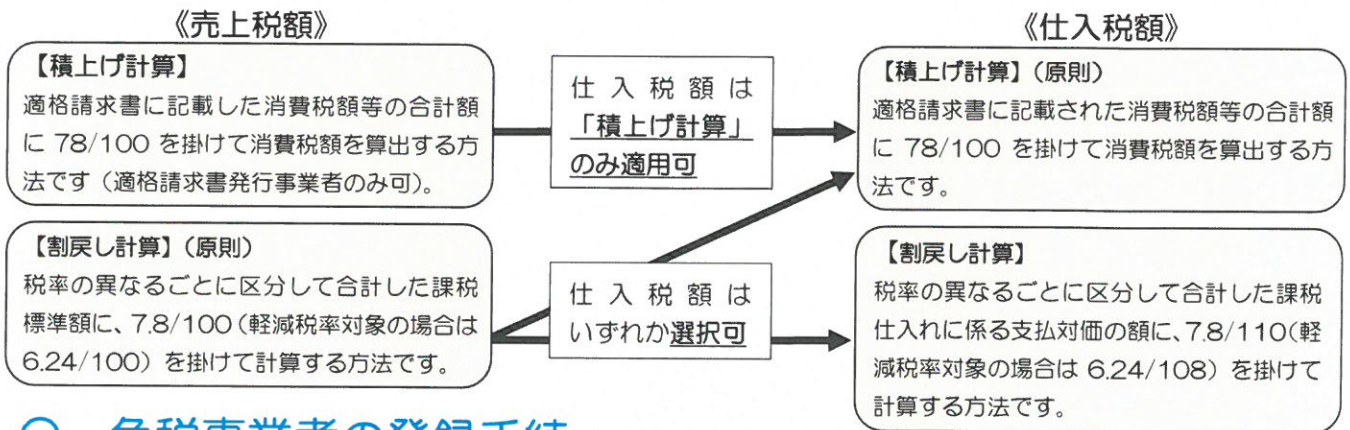 《売上税額》
【積上げ計算】
適格請求書に記載した消費税額等の合計額
に 78/100 を掛けて消費税額を算出する方
法です（適格請求書発行事業者のみ可）。
【割戻し計算】（原則）
税率の異なるごとに区分して合計した課税
標準額に、7.8/100（軽減税率対象の場合は
6.24/100）を掛けて計算する方法です。
仕入税額は
「積上げ計算」
のみ適用可
仕入税額は
いずれか選択可
《仕入税額》
【積上げ計算】（原則）
適格請求書に記載された消費税額等の合計額
に 78/100 を掛けて消費税額を算出する方
法です。
【割戻し計算】
税率の異なるごとに区分して合計した課税
仕入れに係る支払対価の額に、7.8/110（軽
減税率対象の場合は 6.24/108）を掛けて
計算する方法です。
免税事業者の登録手続